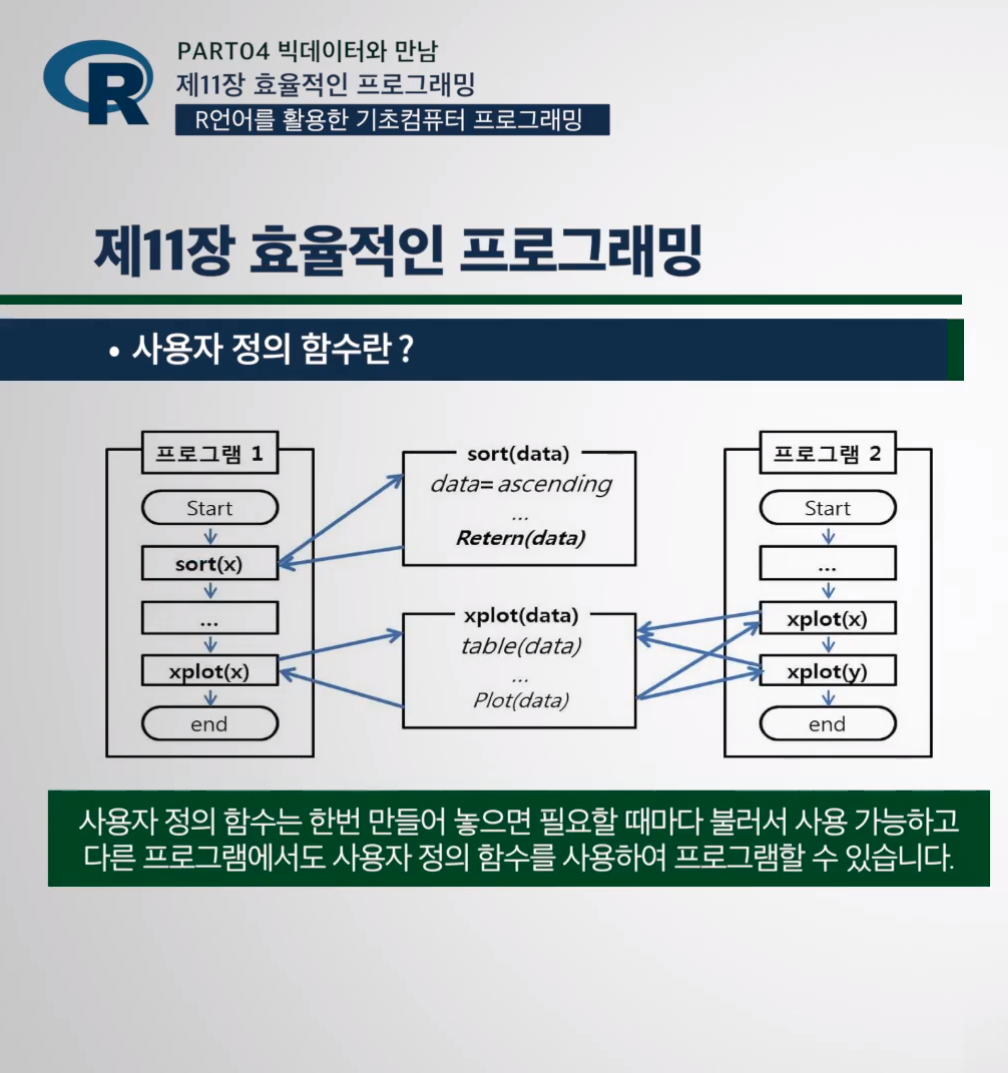 R
PART04 빅데이터와 만남
제11장 효율적인 프로그래밍
R언어를 활용한 기초컴퓨터 프로그래밍
제11장 효율적인 프로그래밍
• 사용자 정의 함수란?
프로그램 1
Start
sort(x)
...
xplot(x)
end
sort(data)
data=ascending
...
Retern(data)
xplot(data)
table(data)
...
Plot(data)
프로그램 2
Start
...
xplot(x)
xplot(y)
end
사용자 정의 함수는 한번 만들어 놓으면 필요할 때마다 불러서 사용 가능하고
다른 프로그램에서도 사용자 정의 함수를 사용하여 프로그램할 수 있습니다.